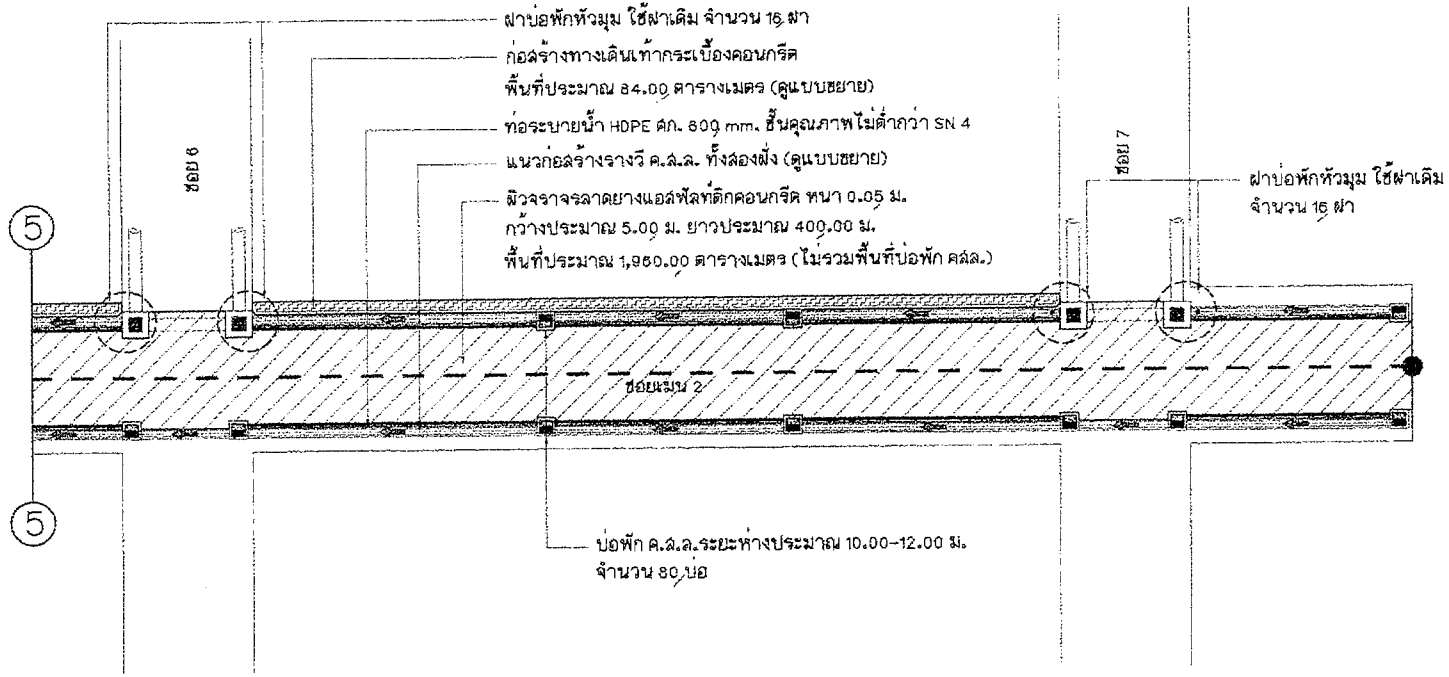 ฝาบ่อพักหัวมุม ใช้ฝาเดิม จำนวน 16 ฝา
ก่อสร้างทางเดินเท้ากระเบื้องคอนกรีต
พื้นที่ประมาณ 84.00 ตารางเมตร (ดูแบบขยาย)
ท่อระบายน้ำ HDPE ศก. 600 mm. ชั้นคุณภาพไม่ต่ำกว่า SN 4
แนวก่อสร้างรางวี ค.ส.ล. ทั้งสองฝั่ง (ดูแบบขยาย)
ผิวจราจรลาดยางแอสฟัลท์ติกคอนกรีต หนา 0.05 ม.
กว้างประมาณ 5.00 ม. ยาวประมาณ 400.00 ม.
พื้นที่ประมาณ 1,960.00 ตารางเมตร (ไม่รวมพื้นที่บ่อพัก คสล.)
ซอย 6
ซอย 7
ฝาบ่อพักหัวมุม ใช้ฝาเดิม
จำนวน 16 ฝา
5
ซอยเมน 2
5
บ่อพัก ค.ส.ล.ระยะห่างประมาณ 10.00-12.00 ม.
จำนวน 80 บ่อ